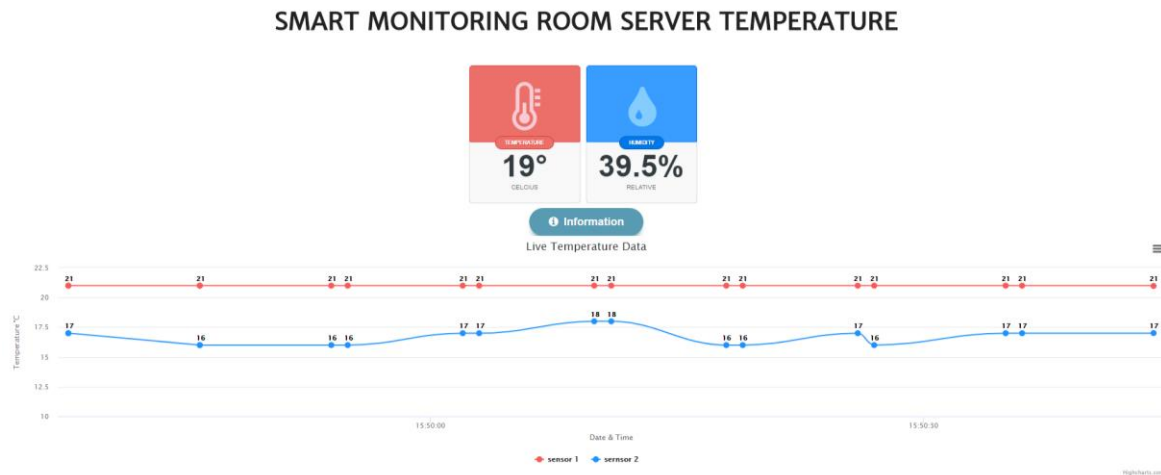 SMART MONITORING ROOM SERVER TEMPERATURE
TEMPERATURE
HUMIDITY
19°
39.5%
CELCIUS
RELATIVE
Information
Live Temperature Data
22.5
21 21 21 21 21 21 21 21 21 21 21 21 21 21 21
20
17.5
17 16 16 16 17 17 18 18 16 16 17 16 17 17 17
15
12.5
10
Temperature °C
15:50:00 15:50:30
Date & Time
sensor 1 sernsor 2
Highcharts.com